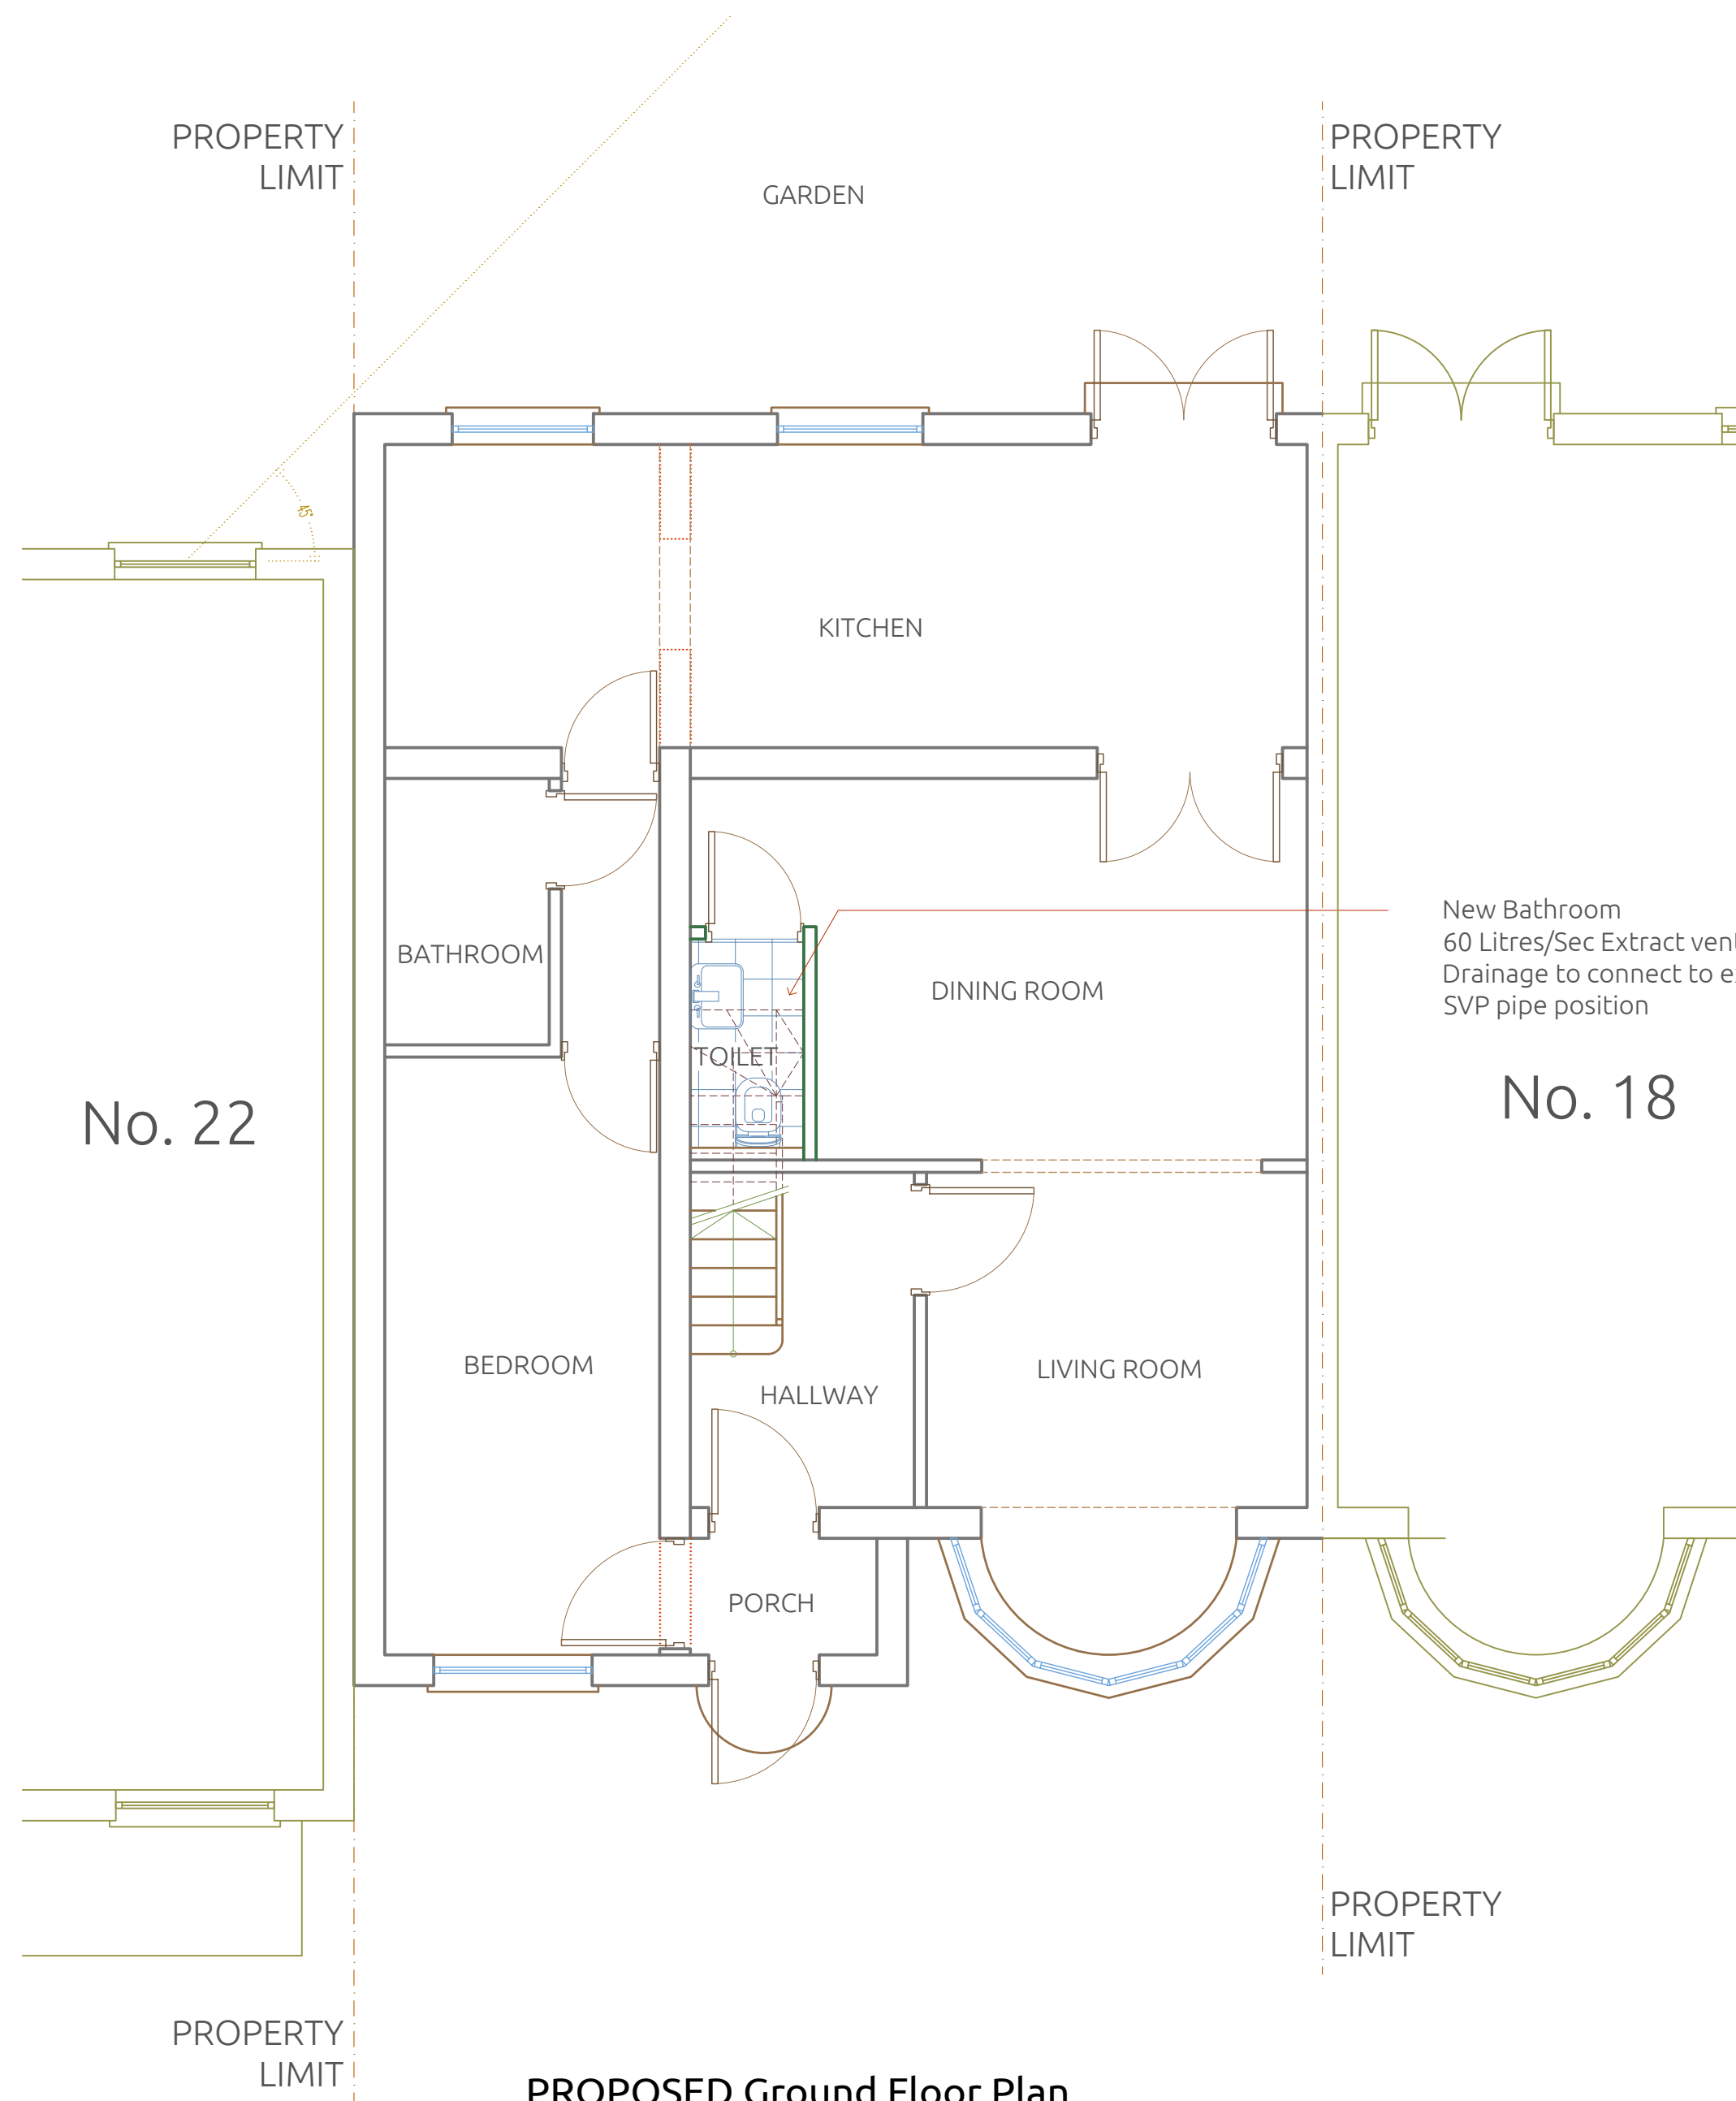 PROPERTY
LIMIT
PROPERTY
LIMIT
GARDEN
45°
KITCHEN
New Bathroom
60 Litres/Sec Extract
Drainage to connect to
SVP pipe position
BATHROOM
DINING ROOM
TOILET
No. 22
No. 18
BEDROOM
LIVING ROOM
HALLWAY
PORCH
PROPERTY
LIMIT
PROPERTY
LIMIT
PROPOSED Ground Floor Plan